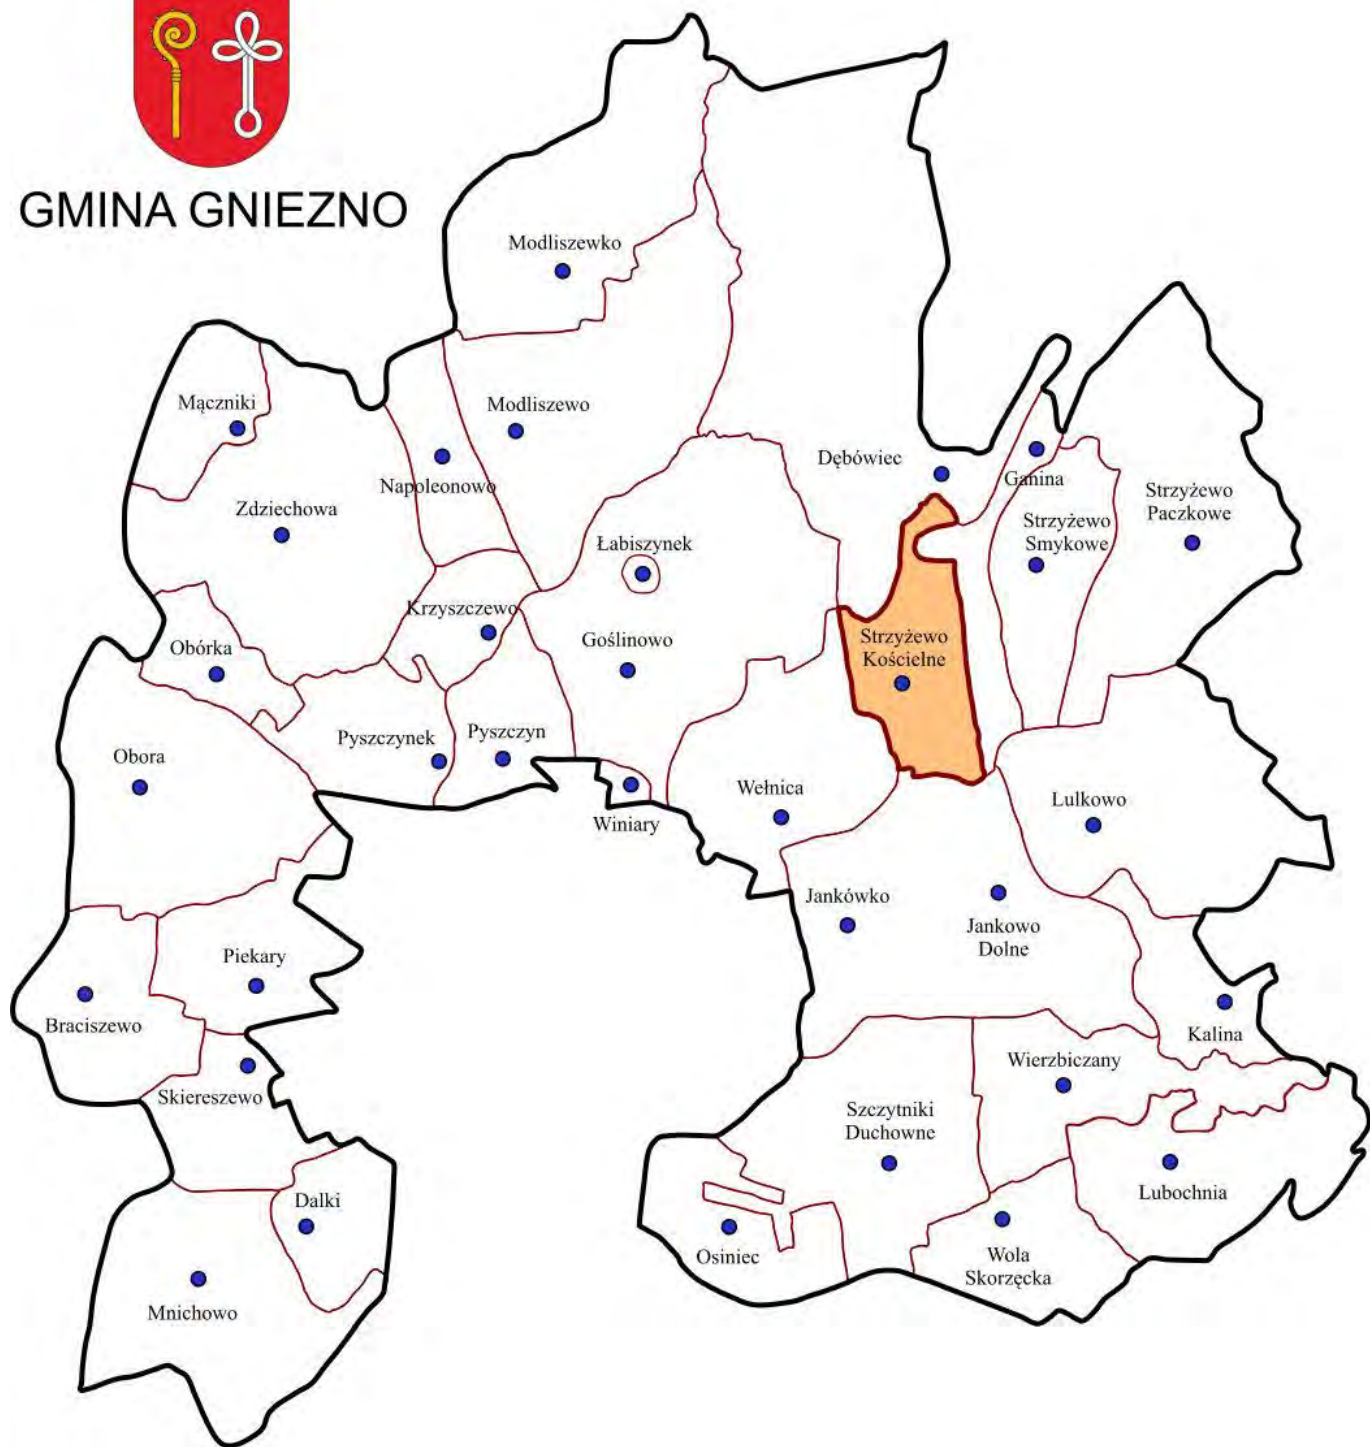 GMINA GNIEZNO
Modliszewko
Mączniki
Modliszewo
Napoleonowo
Dębówiec
Ganina
Strzyżewo
Paczkowe
Zdziechowa
Strzyżewo
Smykowe
Łabiszynek
Krzyszczewo
Goślinowo
Strzyżewo
Kościelne
Obórka
Pyszczynek
Pyszczyn
Obora
Wełnica
Lulkowo
Winiary
Jankówko
Jankowo
Dolne
Piekary
Braciszewo
Kalina
Wierzbiczany
Skiereszewo
Szczytniki
Duchowne
Lubochnia
Dalki
Osiniec
Wola
Skorzęcka
Mnichowo